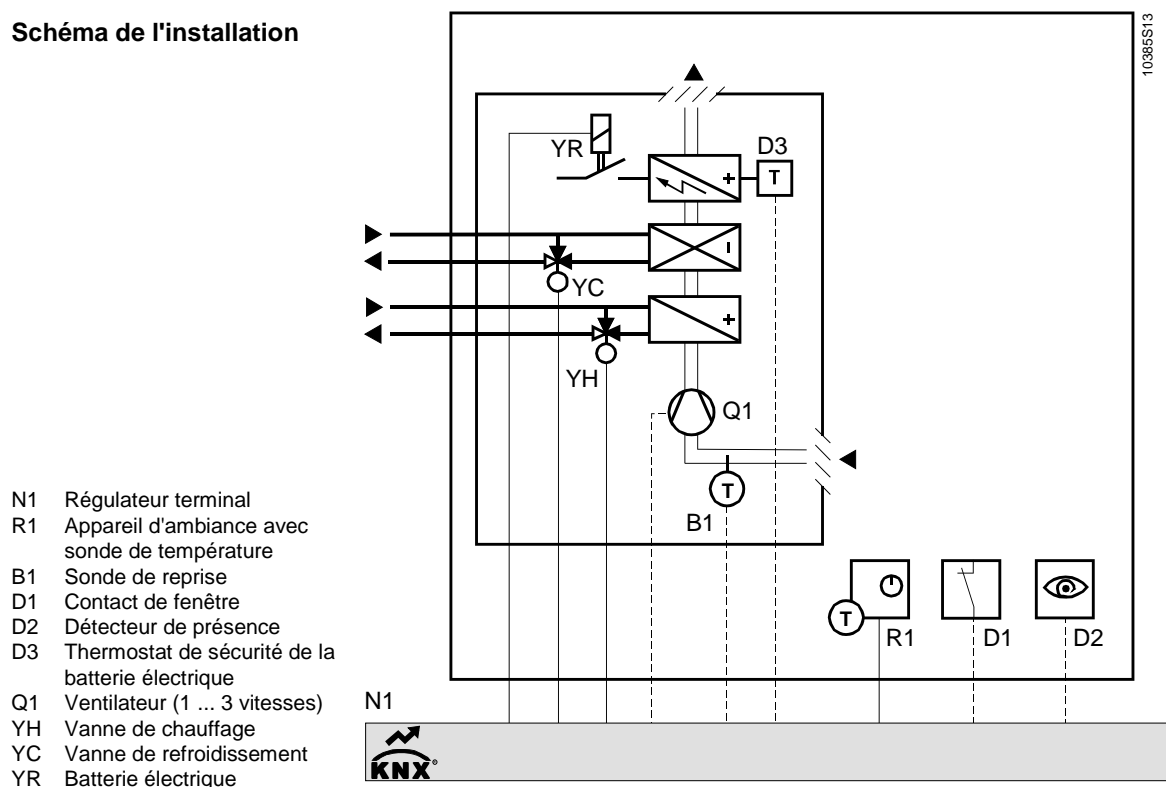 Schéma de l'installation
10385S13
YR
D3
T
+
-
YC
+
YH
Q1
T
B1
T
R1
D1
D2
N1 Régulateur terminal
R1 Appareil d'ambiance avec
sonde de température
B1 Sonde de reprise
D1 Contact de fenêtre
D2 Détecteur de présence
D3 Thermostat de sécurité de la
batterie électrique
Q1 Ventilateur (1 ... 3 vitesses)
YH Vanne de chauffage
YC Vanne de refroidissement
YR Batterie électrique
N1
KNX